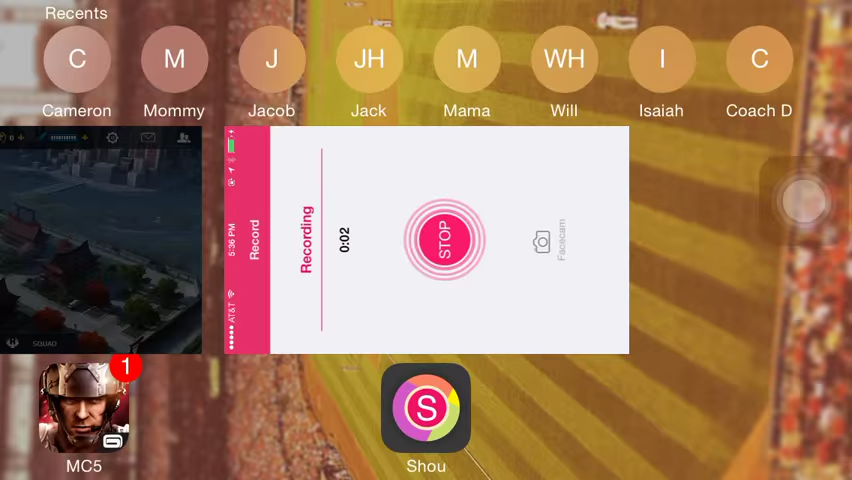 Recents
C M J JH M WH I C
Cameron Mommy Jacob Jack Mama Will Isaiah Coach D
0
SQUAD
AT&T 5:36 PM
Record
Recording
0:02
STOP
Facecam
1
S
MC5 Shou